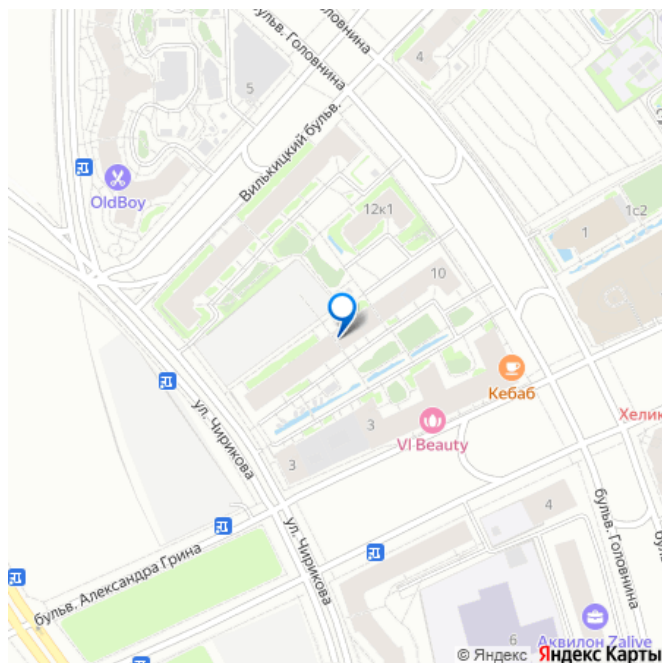 бульв. Головнина
Головнина
4
5
Вилькицкий бульв.
OldBoy
12к1
1с2
1
10
Кебаб
Хелик
VI Beauty
3
3
ул. Чирикова
ул. Чирикова
4
бульв. Головнина
бульв. Александра Грина
6
Аквилон Zalive
© Яндекс Яндекс Карты